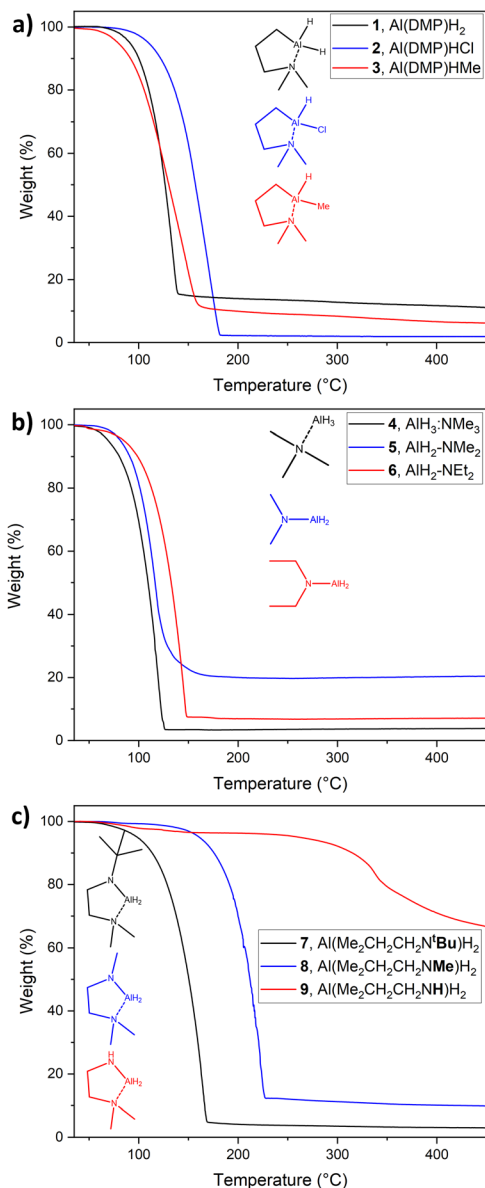 a)
1, Al(DMP)H₂
2, Al(DMP)HCl
3, Al(DMP)HMe
H
Al
H
N
H
Al
Cl
N
H
Al
Me
N
Weight (%)
100
80
60
40
20
0
100 200 300 400
Temperature (°C)
b)
4, AlH₃:NMe₃
5, AlH₂-NMe₂
6, AlH₂-NEt₂
AlH₃
N
N
AlH₂
N
AlH₂
Weight (%)
100
80
60
40
20
0
100 200 300 400
Temperature (°C)
c)
7, Al(Me₂CH₂CH₂NᵗBu)H₂
8, Al(Me₂CH₂CH₂NMe)H₂
9, Al(Me₂CH₂CH₂NH)H₂
N
AlH₂
N
N
AlH₂
N
H
N
AlH₂
N
Weight (%)
100
80
60
40
20
0
100 200 300 400
Temperature (°C)